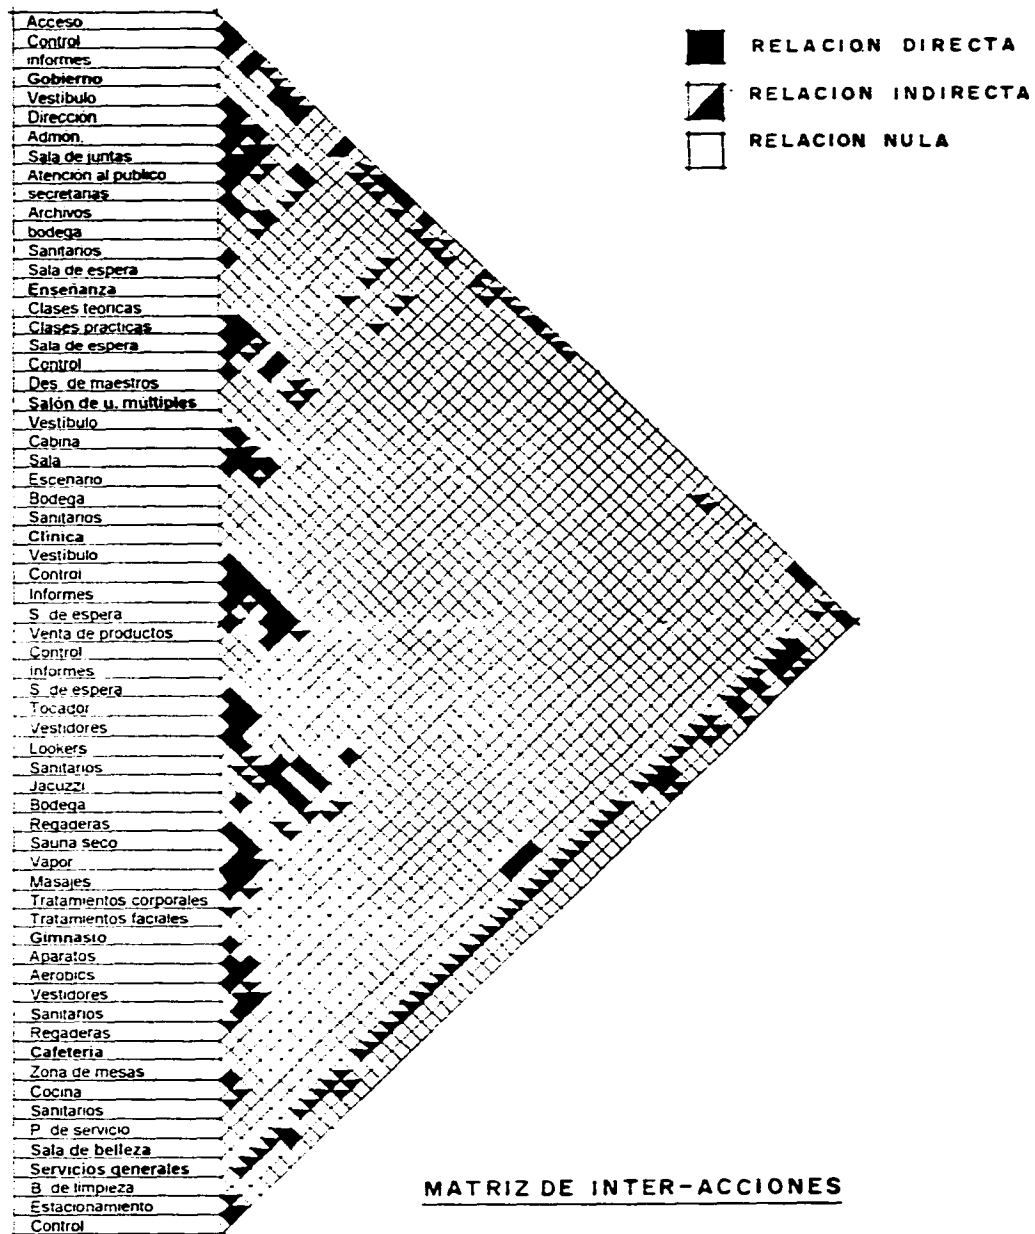 Acceso
Control
informes
Gobierno
Vestíbulo
Dirección
Admón.
Sala de juntas
Atención al publico
secretarias
Archivos
bodega
Sanitarios
Sala de espera
Enseñanza
Clases teoricas
Clases practicas
Sala de espera
Control
Des. de maestros
Salón de u. múltiples
Vestibulo
Cabina
Sala
Escenario
Bodega
Sanitarios
Clínica
Vestíbulo
Control
Informes
S de espera
Venta de productos
Control
informes
S de espera
Tocador
Vestidores
Lookers
Sanitarios
Jacuzzi
Bodega
Regaderas
Sauna seco
Vapor
Masajes
Tratamientos corporales
Tratamientos faciales
Gimnasio
Aparatos
Aerobics
Vestidores
Sanitarios
Regaderas
Cafeteria
Zona de mesas
Cocina
Sanitarios
P de servicio
Sala de belleza
Servicios generales
B de limpieza
Estacionamiento
Control
RELACION DIRECTA
RELACION INDIRECTA
RELACION NULA
MATRIZ DE INTER-ACCIONES